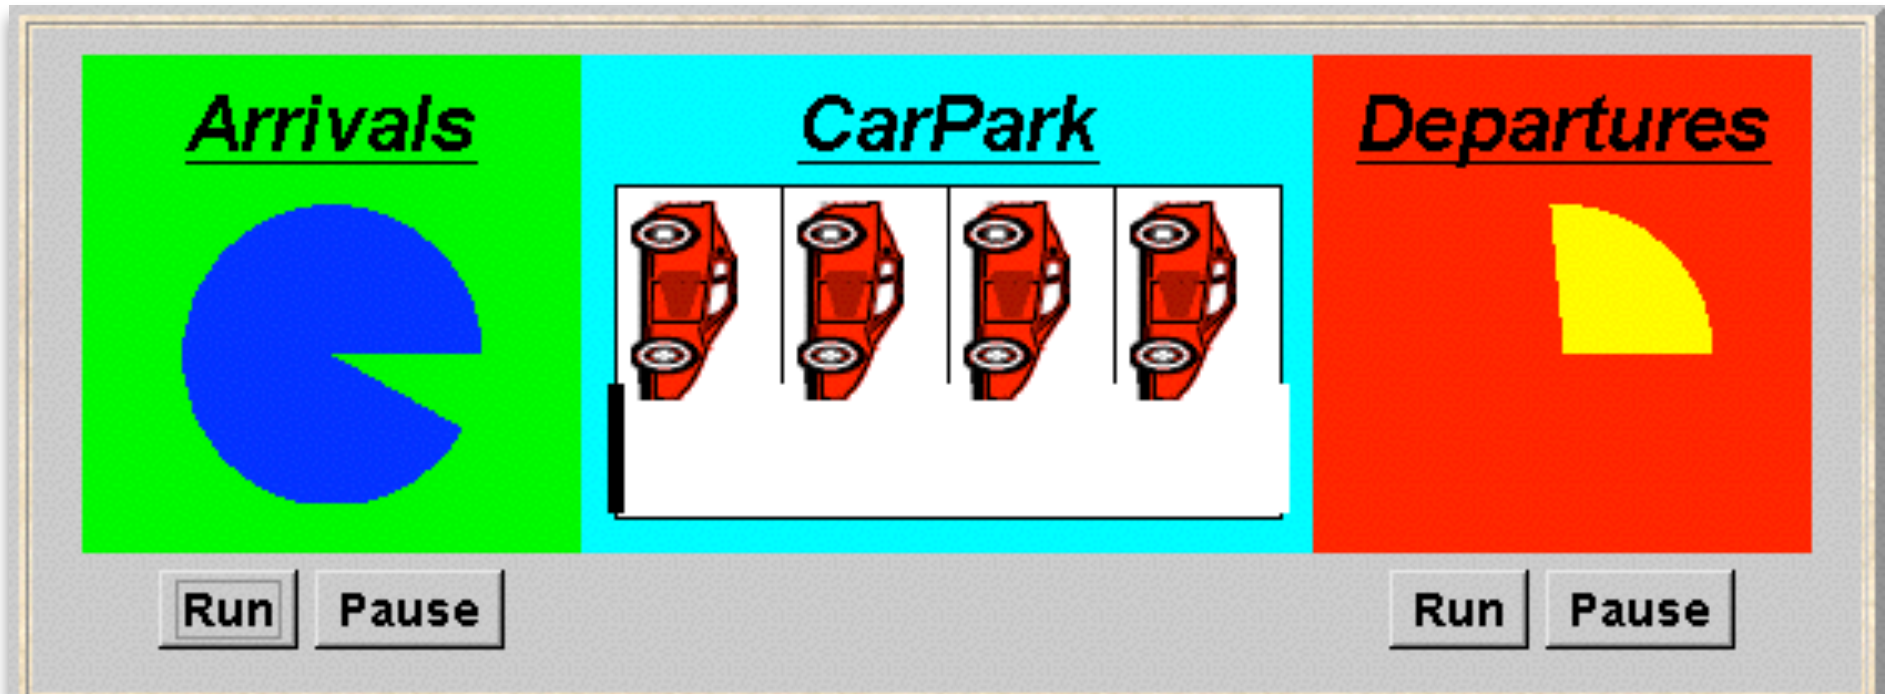 Arrivals
CarPark
Departures
Run
Pause
Run
Pause